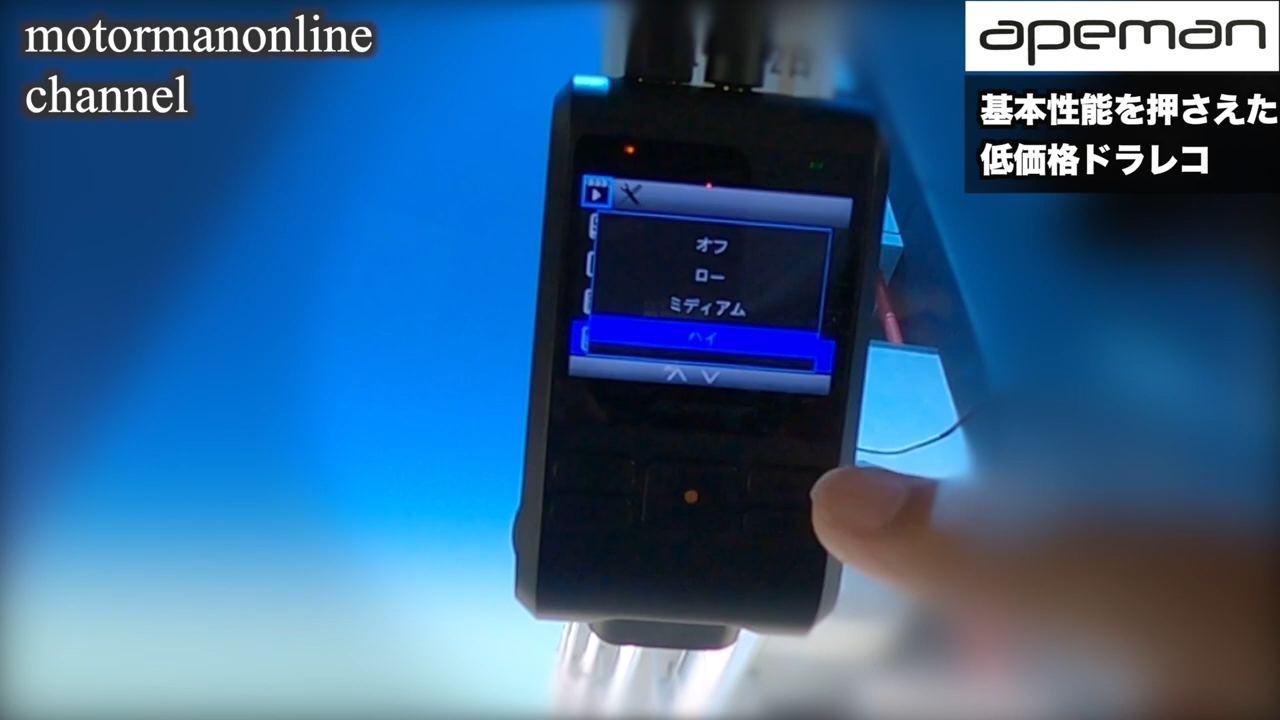 motormanonline
channel
apeman
基本性能を押さえた
低価格ドラレコ
オフ
ロー
ミディアム
ハイ